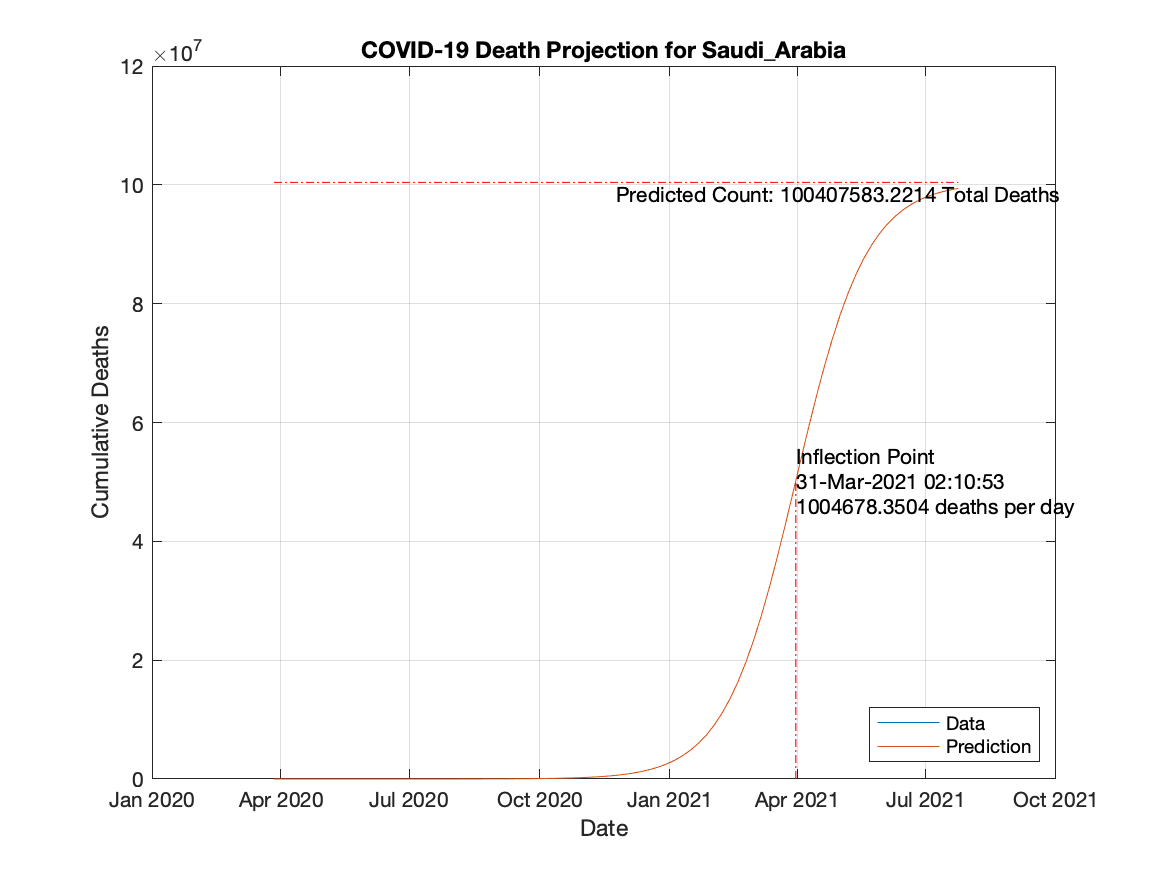 COVID-19 Death Projection for Saudi_Arabia
×10⁷
12
10
8
6
4
2
0
Cumulative Deaths
Predicted Count: 100407583.2214 Total Deaths
Inflection Point
31-Mar-2021 02:10:53
1004678.3504 deaths per day
Data
Prediction
Jan 2020 Apr 2020 Jul 2020 Oct 2020 Jan 2021 Apr 2021 Jul 2021 Oct 2021
Date